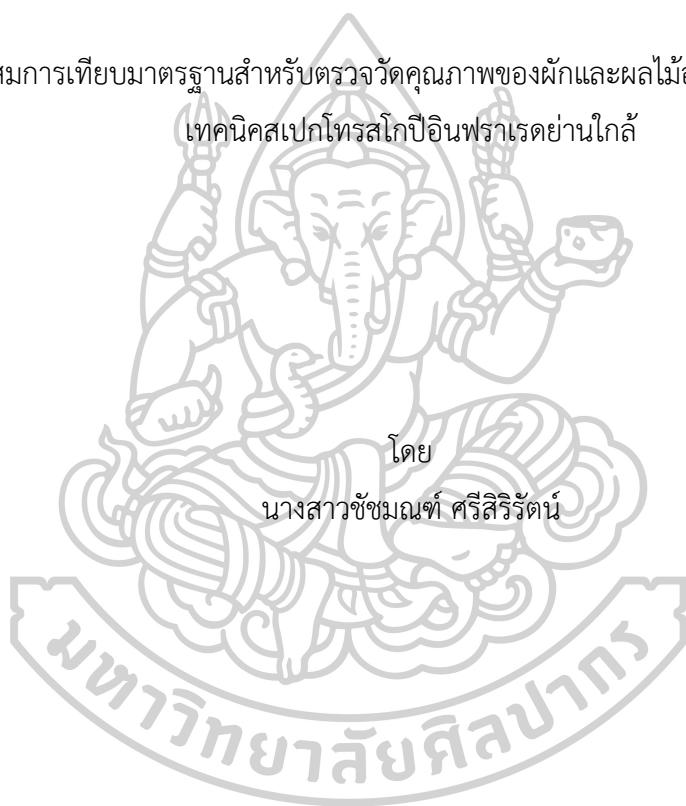 สมการเทียบมาตรฐานสำหรับตรวจวัดคุณภาพของผักและผลไม้
เทคนิคสเปกโทรสโกปีอินฟราเรดย่านใกล้
โดย
นางสาวชัชมณฑ์ ศรีสิริรัตน์
มหาวิทยาลัยศิลปากร